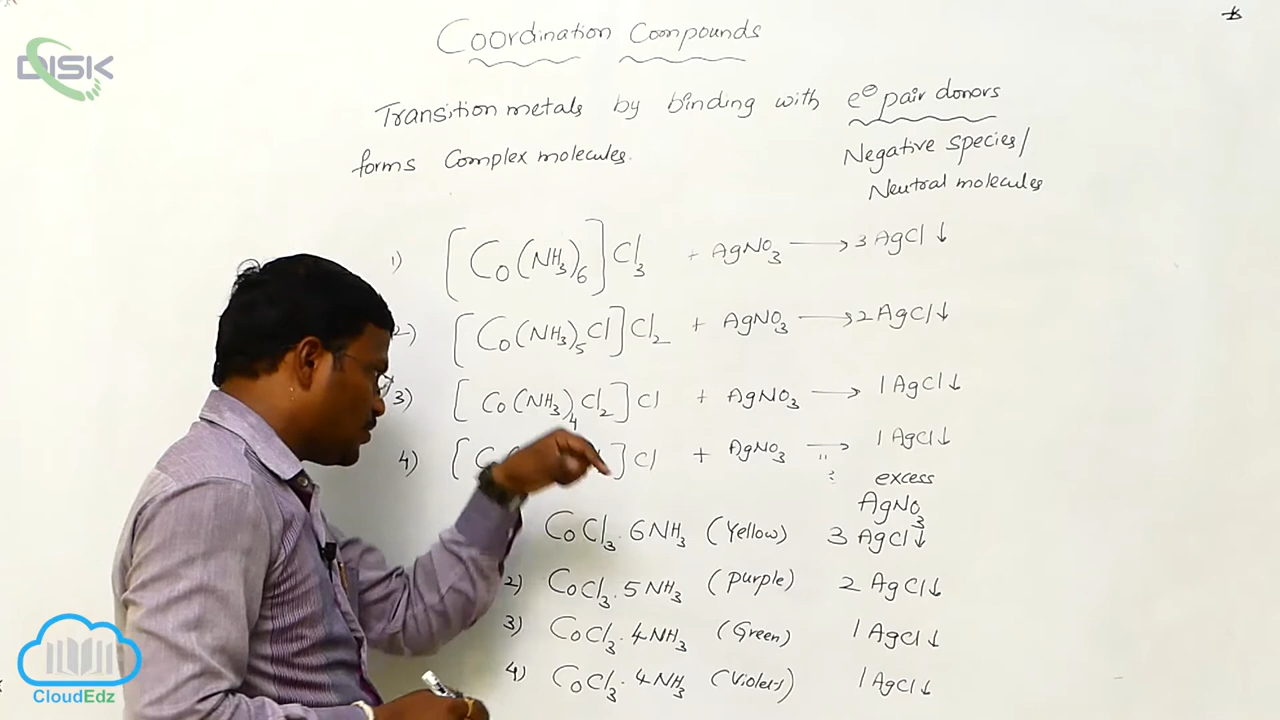 DISK
Coordination Compounds
Transition metals by binding with e⊖ pair donors
forms Complex molecules.
Negative species/
Neutral molecules
1) [Co(NH₃)₆]Cl₃ + AgNO₃ ⟶ 3 AgCl↓
2) [Co(NH₃)₅Cl]Cl₂ + AgNO₃ ⟶ 2 AgCl↓
3) [Co(NH₃)₄Cl₂]Cl + AgNO₃ ⟶ 1 AgCl↓
4) [C ]Cl + AgNO₃ ⟶ 1 AgCl↓
excess
AgNO₃
CoCl₃.6NH₃ (Yellow) 3 AgCl↓
2) CoCl₃.5NH₃ (purple) 2 AgCl↓
3) CoCl₃.4NH₃ (Green) 1 AgCl↓
4) CoCl₃.4NH₃ (Violet) 1 AgCl↓
CloudEdz